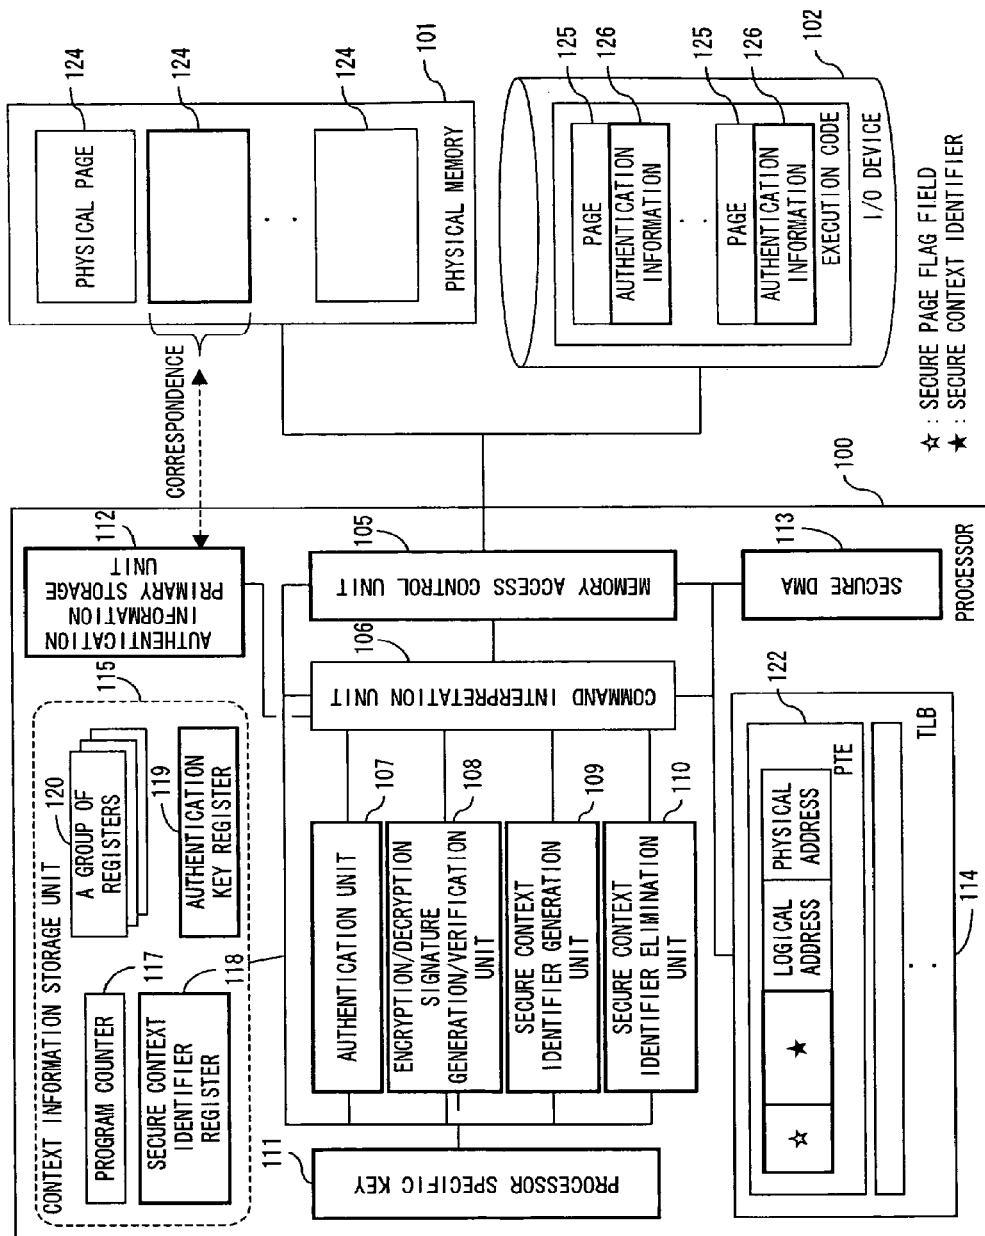 CONTEXT INFORMATION STORAGE UNIT
115
PROGRAM COUNTER
117
SECURE CONTEXT
IDENTIFIER
REGISTER
118
120
A GROUP OF
REGISTERS
119
AUTHENTICATION
KEY REGISTER
112
AUTHENTICATION
INFORMATION
PRIMARY STORAGE
UNIT
CORRESPONDENCE
111
PROCESSOR SPECIFIC KEY
AUTHENTICATION UNIT
107
ENCRYPTION/DECRYPTION
SIGNATURE
GENERATION/VERIFICATION
UNIT
108
SECURE CONTEXT
IDENTIFIER GENERATION
UNIT
109
SECURE CONTEXT
IDENTIFIER ELIMINATION
UNIT
110
106
COMMAND INTERPRETATION UNIT
105
MEMORY ACCESS CONTROL UNIT
☆
★
LOGICAL
ADDRESS
PHYSICAL
ADDRESS
PTE
122
. .
TLB
114
113
SECURE DMA
PROCESSOR
100
PHYSICAL PAGE
124
124
. .
124
PHYSICAL MEMORY
101
PAGE
125
AUTHENTICATION
INFORMATION
126
. .
PAGE
125
AUTHENTICATION
INFORMATION
126
EXECUTION CODE
I/O DEVICE
102
☆ : SECURE PAGE FLAG FIELD
★ : SECURE CONTEXT IDENTIFIER